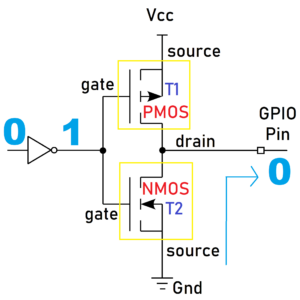 Vcc
source
gate
T1
PMOS
0
1
GPIO
Pin
drain
0
NMOS
T2
gate
source
Gnd